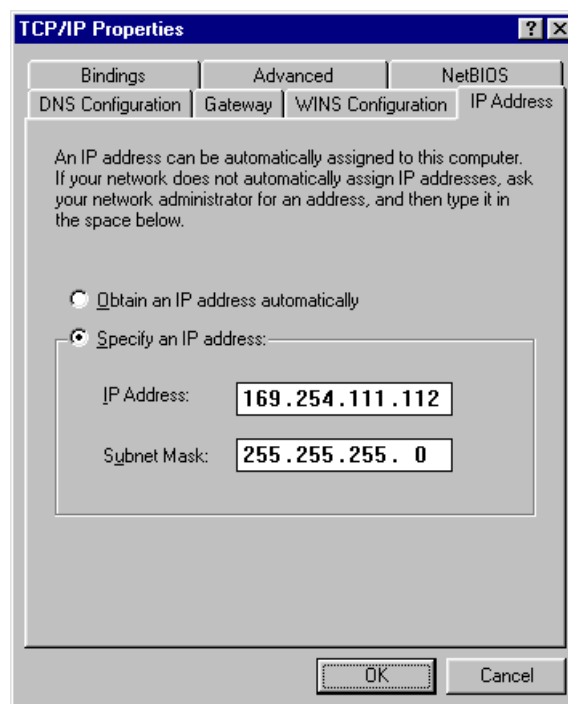 TCP/IP Properties
Bindings Advanced NetBIOS
DNS Configuration Gateway WINS Configuration IP Address
An IP address can be automatically assigned to this computer.
If your network does not automatically assign IP addresses, ask
your network administrator for an address, and then type it in
the space below.
Obtain an IP address automatically
Specify an IP address:
IP Address: 169.254.111.112
Subnet Mask: 255.255.255. 0
OK Cancel